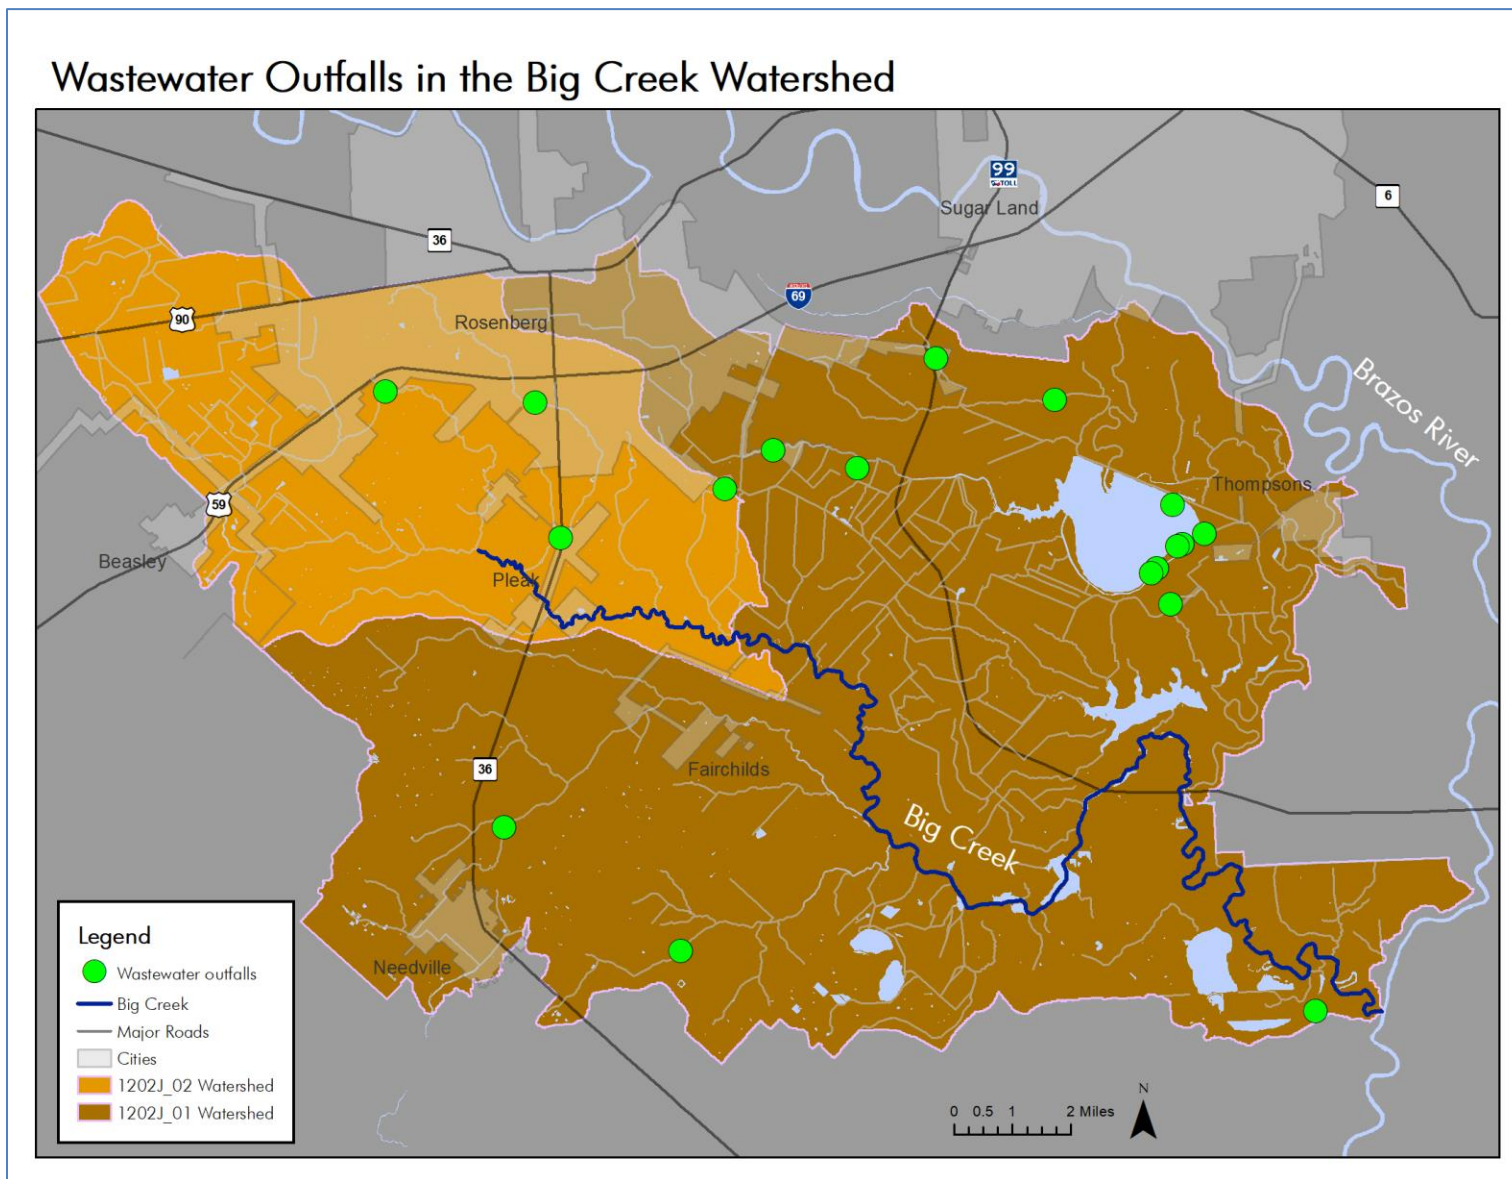 Wastewater Outfalls in the Big Creek Watershed
99
TOLL
6
Sugar Land
36
69
90
Rosenberg
Brazos River
Thompsons
59
Beasley
Pleak
36
Fairchilds
Big Creek
Needville
Legend
Wastewater outfalls
Big Creek
Major Roads
Cities
1202J_02 Watershed
1202J_01 Watershed
N
0 0.5 1 2 Miles